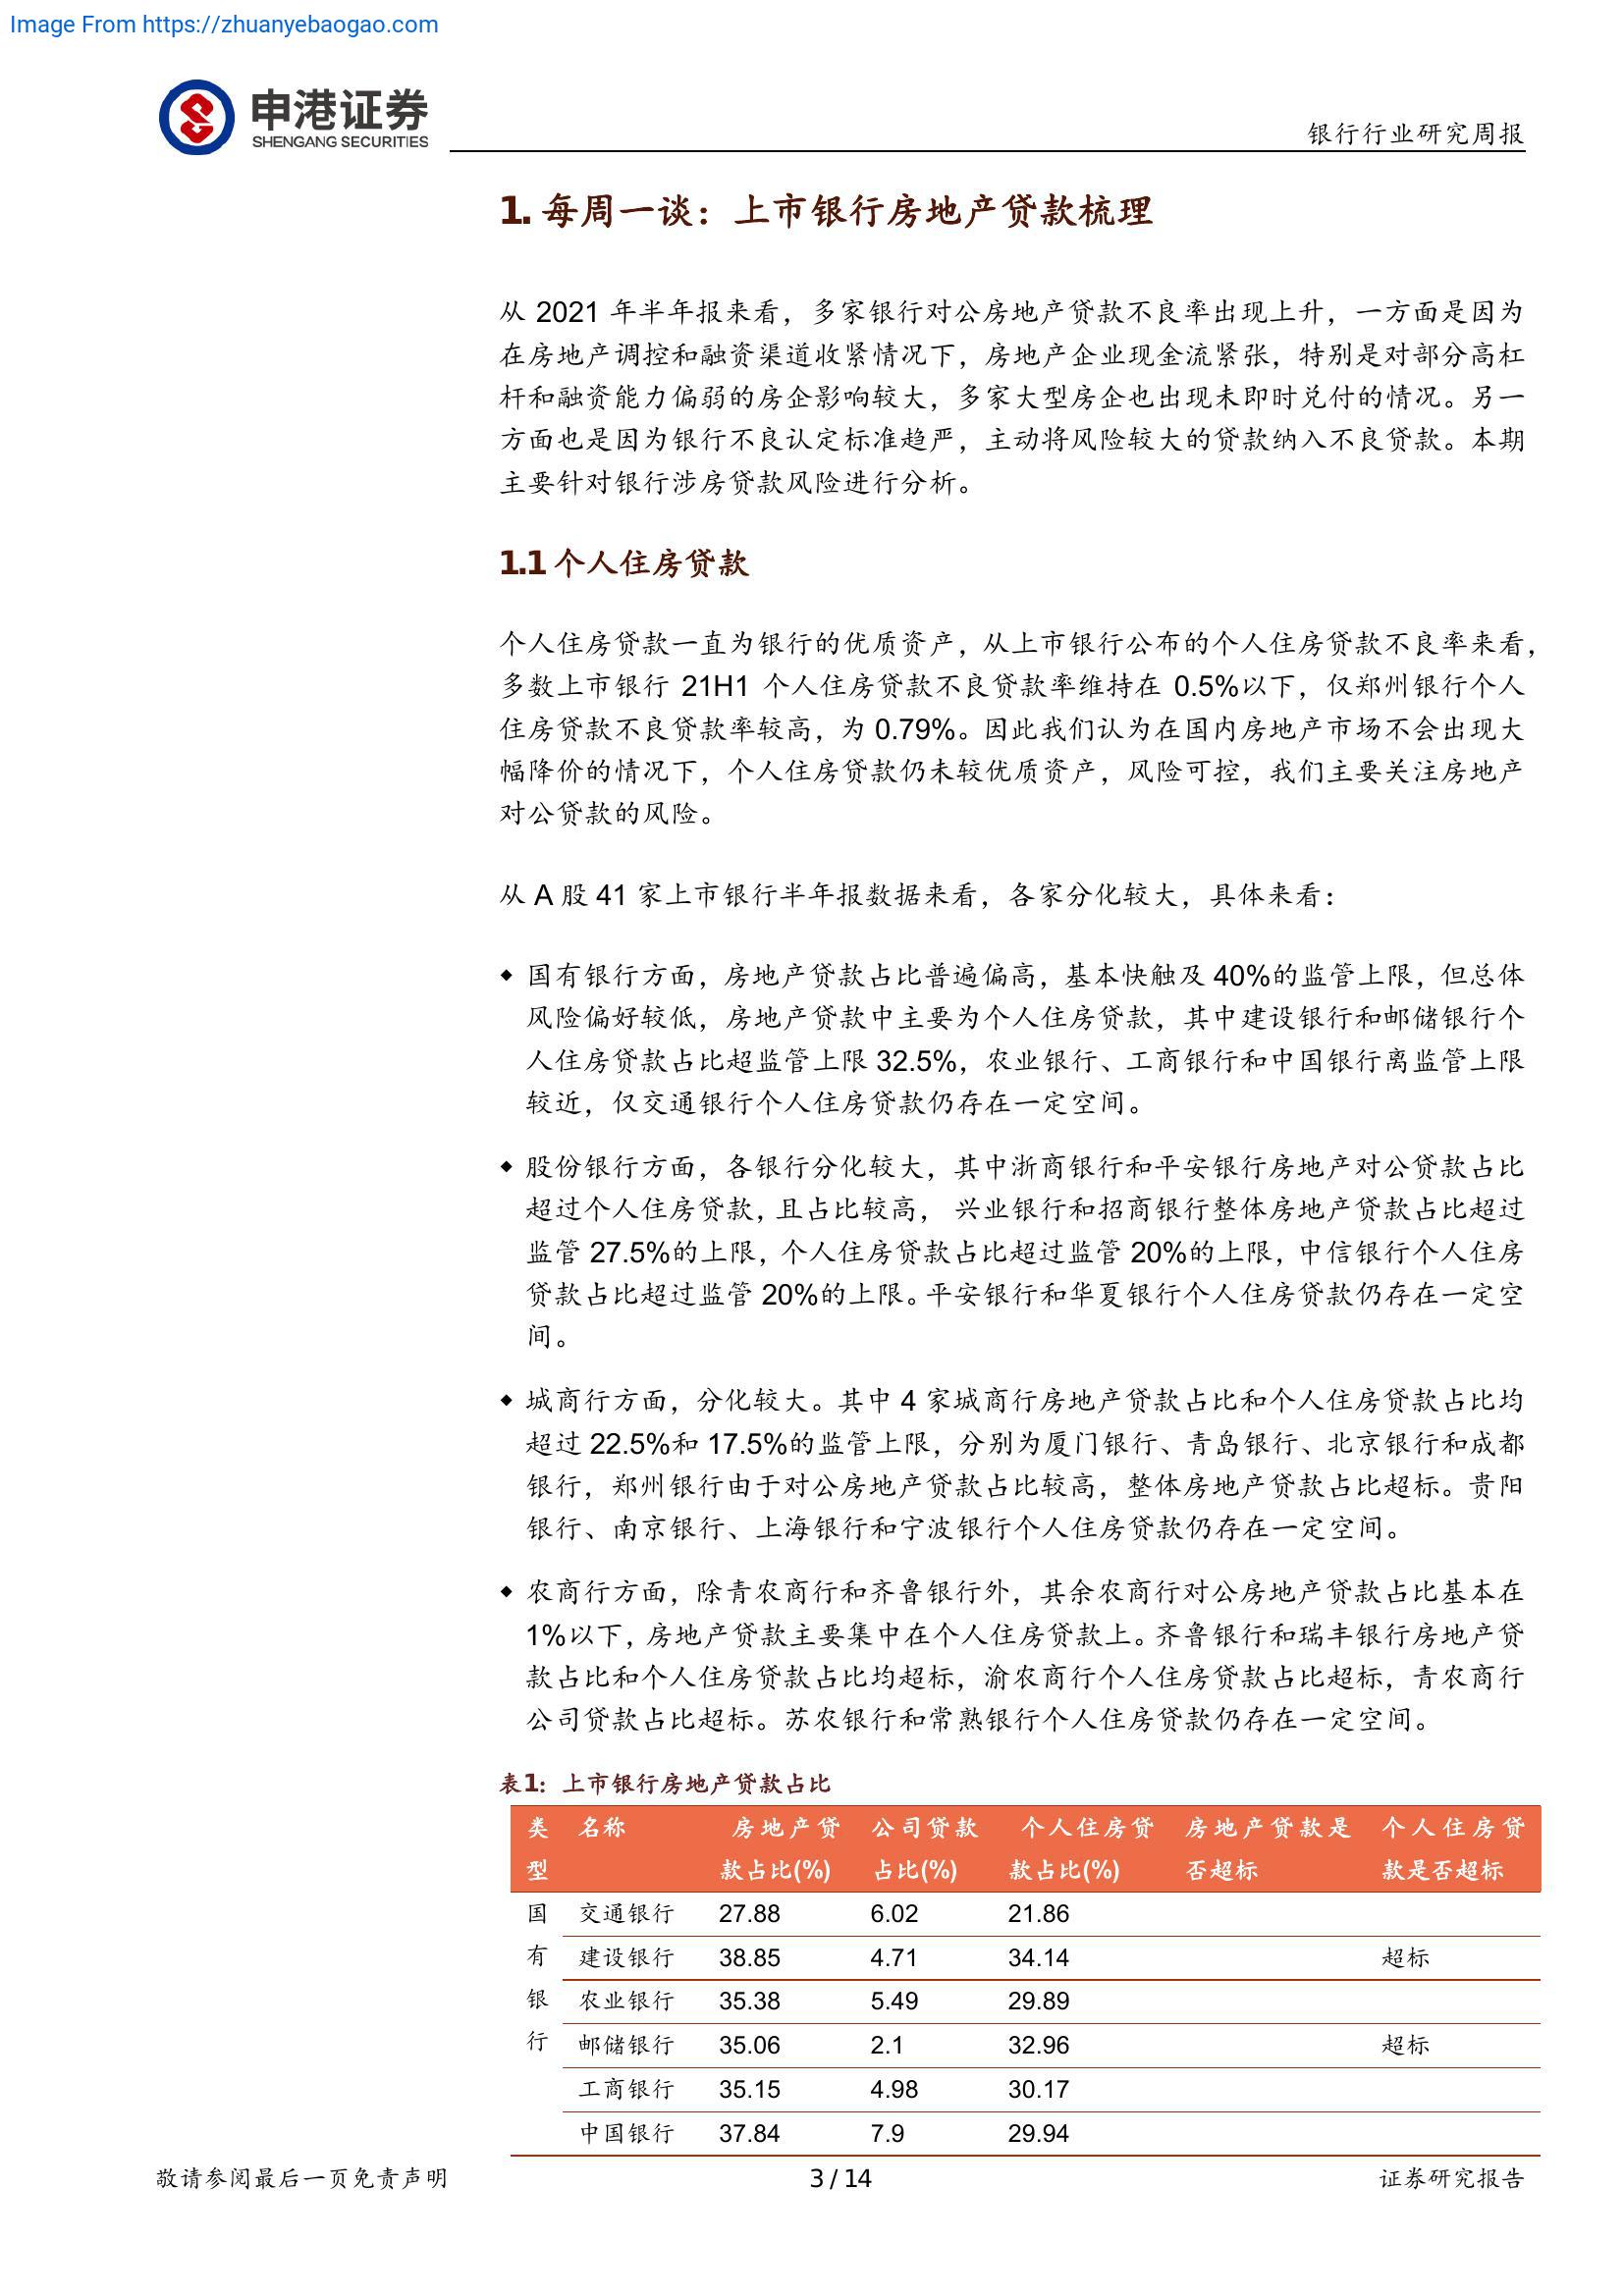 Image From https://zhuanyebaogao.com
申港证券
SHENGANG SECURITIES
银行行业研究周报
1. 每周一谈：上市银行房地产贷款梳理
从 2021 年半年报来看，多家银行对公房地产贷款不良率出现上升，一方面是因为
在房地产调控和融资渠道收紧情况下，房地产企业现金流紧张，特别是对部分高杠
杆和融资能力偏弱的房企影响较大，多家大型房企也出现未即时兑付的情况。另一
方面也是因为银行不良认定标准趋严，主动将风险较大的贷款纳入不良贷款。本期
主要针对银行涉房贷款风险进行分析。
1.1 个人住房贷款
个人住房贷款一直为银行的优质资产，从上市银行公布的个人住房贷款不良率来看，
多数上市银行 21H1 个人住房贷款不良贷款率维持在 0.5%以下，仅郑州银行个人
住房贷款不良贷款率较高，为 0.79%。因此我们认为在国内房地产市场不会出现大
幅降价的情况下，个人住房贷款仍未较优质资产，风险可控，我们主要关注房地产
对公贷款的风险。
从 A 股 41 家上市银行半年报数据来看，各家分化较大，具体来看：
◆ 国有银行方面，房地产贷款占比普遍偏高，基本快触及 40%的监管上限，但总体
风险偏好较低，房地产贷款中主要为个人住房贷款，其中建设银行和邮储银行个
人住房贷款占比超监管上限 32.5%，农业银行、工商银行和中国银行离监管上限
较近，仅交通银行个人住房贷款仍存在一定空间。
◆ 股份银行方面，各银行分化较大，其中浙商银行和平安银行房地产对公贷款占比
超过个人住房贷款，且占比较高， 兴业银行和招商银行整体房地产贷款占比超过
监管 27.5%的上限，个人住房贷款占比超过监管 20%的上限，中信银行个人住房
贷款占比超过监管 20%的上限。平安银行和华夏银行个人住房贷款仍存在一定空
间。
◆ 城商行方面，分化较大。其中 4 家城商行房地产贷款占比和个人住房贷款占比均
超过 22.5%和 17.5%的监管上限，分别为厦门银行、青岛银行、北京银行和成都
银行，郑州银行由于对公房地产贷款占比较高，整体房地产贷款占比超标。贵阳
银行、南京银行、上海银行和宁波银行个人住房贷款仍存在一定空间。
◆ 农商行方面，除青农商行和齐鲁银行外，其余农商行对公房地产贷款占比基本在
1%以下，房地产贷款主要集中在个人住房贷款上。齐鲁银行和瑞丰银行房地产贷
款占比和个人住房贷款占比均超标，渝农商行个人住房贷款占比超标，青农商行
公司贷款占比超标。苏农银行和常熟银行个人住房贷款仍存在一定空间。
表1：上市银行房地产贷款占比
类 名称 房地产贷 公司贷款 个人住房贷 房地产贷款是 个人住房贷
型 款占比(%) 占比(%) 款占比(%) 否超标 款是否超标
国 交通银行 27.88 6.02 21.86
有 建设银行 38.85 4.71 34.14 超标
银 农业银行 35.38 5.49 29.89
行 邮储银行 35.06 2.1 32.96 超标
工商银行 35.15 4.98 30.17
中国银行 37.84 7.9 29.94
敬请参阅最后一页免责声明 3 / 14 证券研究报告